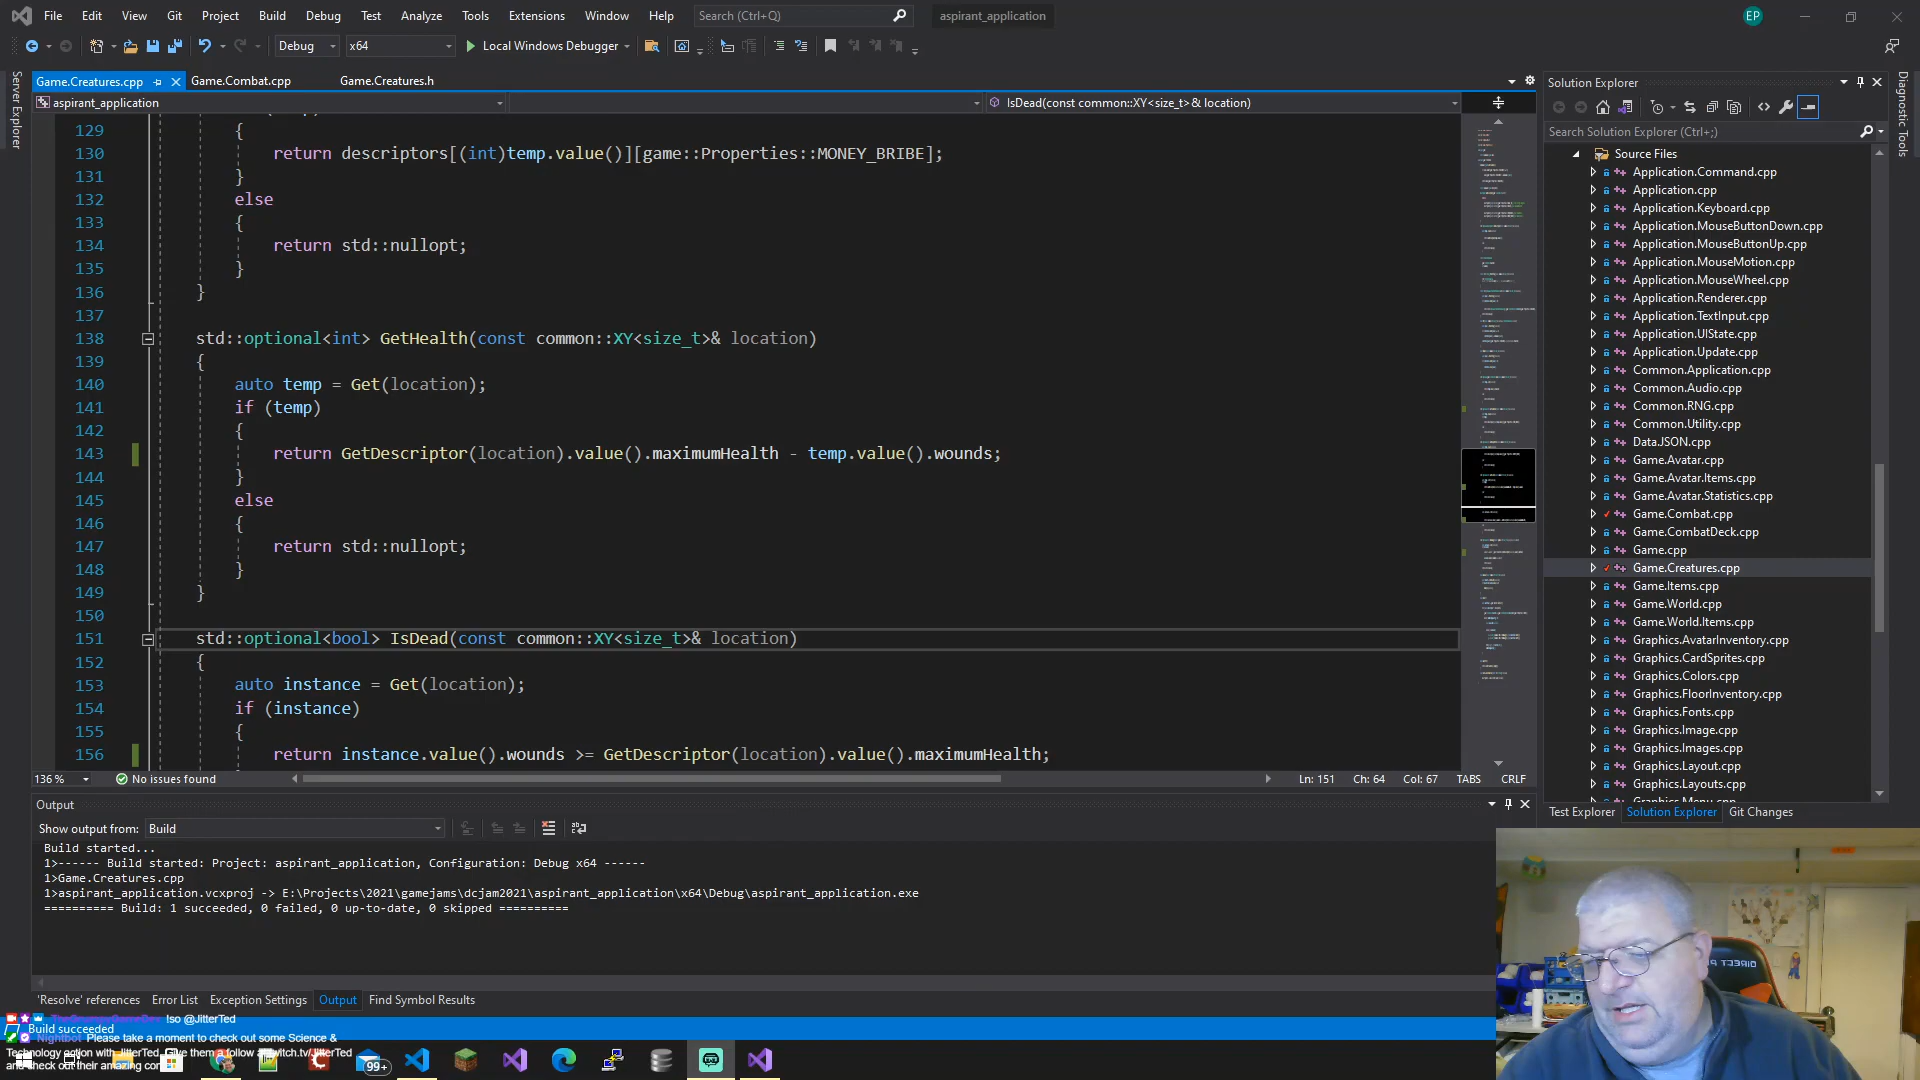 File Edit View Git Project Build Debug Test Analyze Tools Extensions Window Help Search (Ctrl+Q) aspirant_application EP
Debug x64 Local Windows Debugger
Server Explorer
Game.Creatures.cpp Game.Combat.cpp Game.Creatures.h
aspirant_application IsDead(const common::XY<size_t>& location)
129 {
130 return descriptors[(int)temp.value()][game::Properties::MONEY_BRIBE];
131 }
132 else
133 {
134 return std::nullopt;
135 }
136 }
137
138 std::optional<int> GetHealth(const common::XY<size_t>& location)
139 {
140 auto temp = Get(location);
141 if (temp)
142 {
143 return GetDescriptor(location).value().maximumHealth - temp.value().wounds;
144 }
145 else
146 {
147 return std::nullopt;
148 }
149 }
150
151 std::optional<bool> IsDead(const common::XY<size_t>& location)
152 {
153 auto instance = Get(location);
154 if (instance)
155 {
156 return instance.value().wounds >= GetDescriptor(location).value().maximumHealth;
136 % No issues found Ln: 151 Ch: 64 Col: 67 TABS CRLF
Output
Show output from: Build
Build started...
1>------ Build started: Project: aspirant_application, Configuration: Debug x64 ------
1>Game.Creatures.cpp
1>aspirant_application.vcxproj -> E:\Projects\2021\gamejams\dcjam2021\aspirant_application\x64\Debug\aspirant_application.exe
========== Build: 1 succeeded, 0 failed, 0 up-to-date, 0 skipped ==========
'Resolve' references Error List Exception Settings Output Find Symbol Results
Solution Explorer
Search Solution Explorer (Ctrl+;)
Source Files
Application.Command.cpp
Application.cpp
Application.Keyboard.cpp
Application.MouseButtonDown.cpp
Application.MouseButtonUp.cpp
Application.MouseMotion.cpp
Application.MouseWheel.cpp
Application.Renderer.cpp
Application.TextInput.cpp
Application.UIState.cpp
Application.Update.cpp
Common.Application.cpp
Common.Audio.cpp
Common.RNG.cpp
Common.Utility.cpp
Data.JSON.cpp
Game.Avatar.cpp
Game.Avatar.Items.cpp
Game.Avatar.Statistics.cpp
Game.Combat.cpp
Game.CombatDeck.cpp
Game.cpp
Game.Creatures.cpp
Game.Items.cpp
Game.World.cpp
Game.World.Items.cpp
Graphics.AvatarInventory.cpp
Graphics.CardSprites.cpp
Graphics.Colors.cpp
Graphics.FloorInventory.cpp
Graphics.Fonts.cpp
Graphics.Image.cpp
Graphics.Images.cpp
Graphics.Layout.cpp
Graphics.Layouts.cpp
Graphics.Menu.cpp
Test Explorer Solution Explorer Git Changes
Diagnostic Tools
TheGrumpyGameDev !so @JitterTed
Build succeeded
Nightbot Please take a moment to check out some Science &
Technology action with JitterTed. Give them a follow at twitch.tv/JitterTed
and check out their amazing
99+